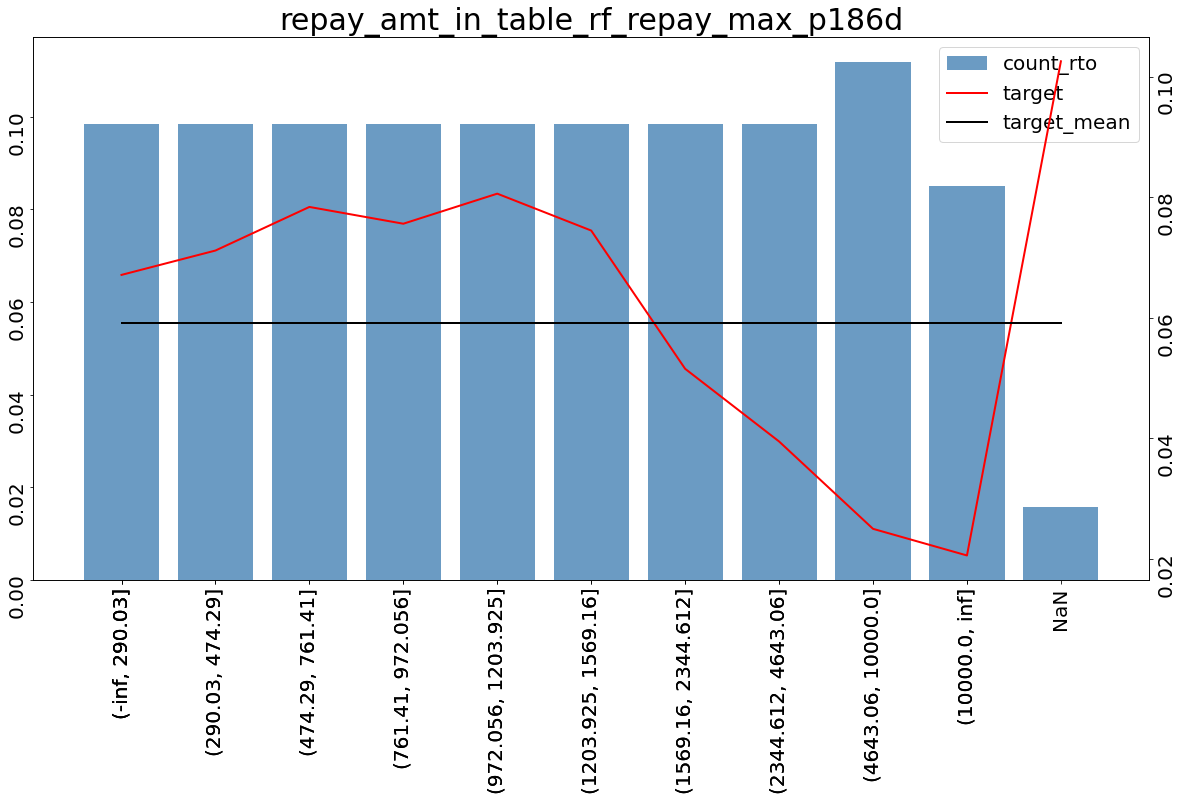 repay_amt_in_table_rf_repay_max_p186d
count_rto
target
target_mean
0.10
0.08
0.06
0.04
0.02
0.00
0.10
0.08
0.06
0.04
0.02
(-inf, 290.03]
(290.03, 474.29]
(474.29, 761.41]
(761.41, 972.056]
(972.056, 1203.925]
(1203.925, 1569.16]
(1569.16, 2344.612]
(2344.612, 4643.06]
(4643.06, 10000.0]
(10000.0, inf]
NaN